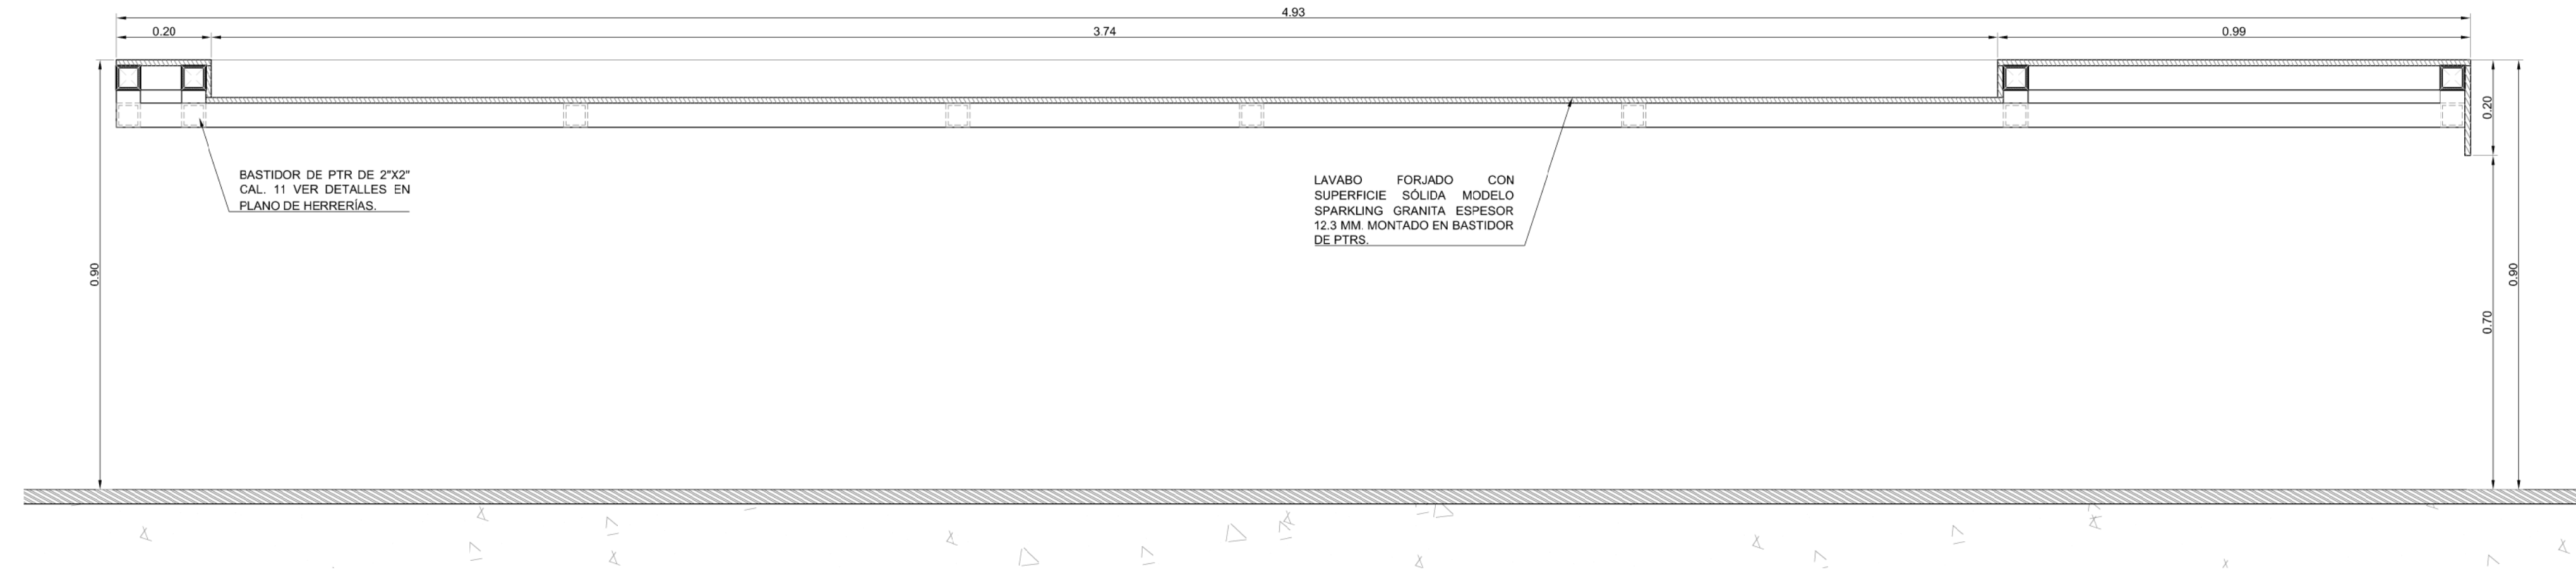 4.93
0.20
3.74
0.99
0.20
BASTIDOR DE PTR DE 2"X2"
CAL. 11 VER DETALLES EN
PLANO DE HERRERÍAS.
LAVABO FORJADO CON
SUPERFICIE SÓLIDA MODELO
SPARKLING GRANITA ESPESOR
12.3 MM. MONTADO EN BASTIDOR
DE PTRS.
0.90
0.90
0.70